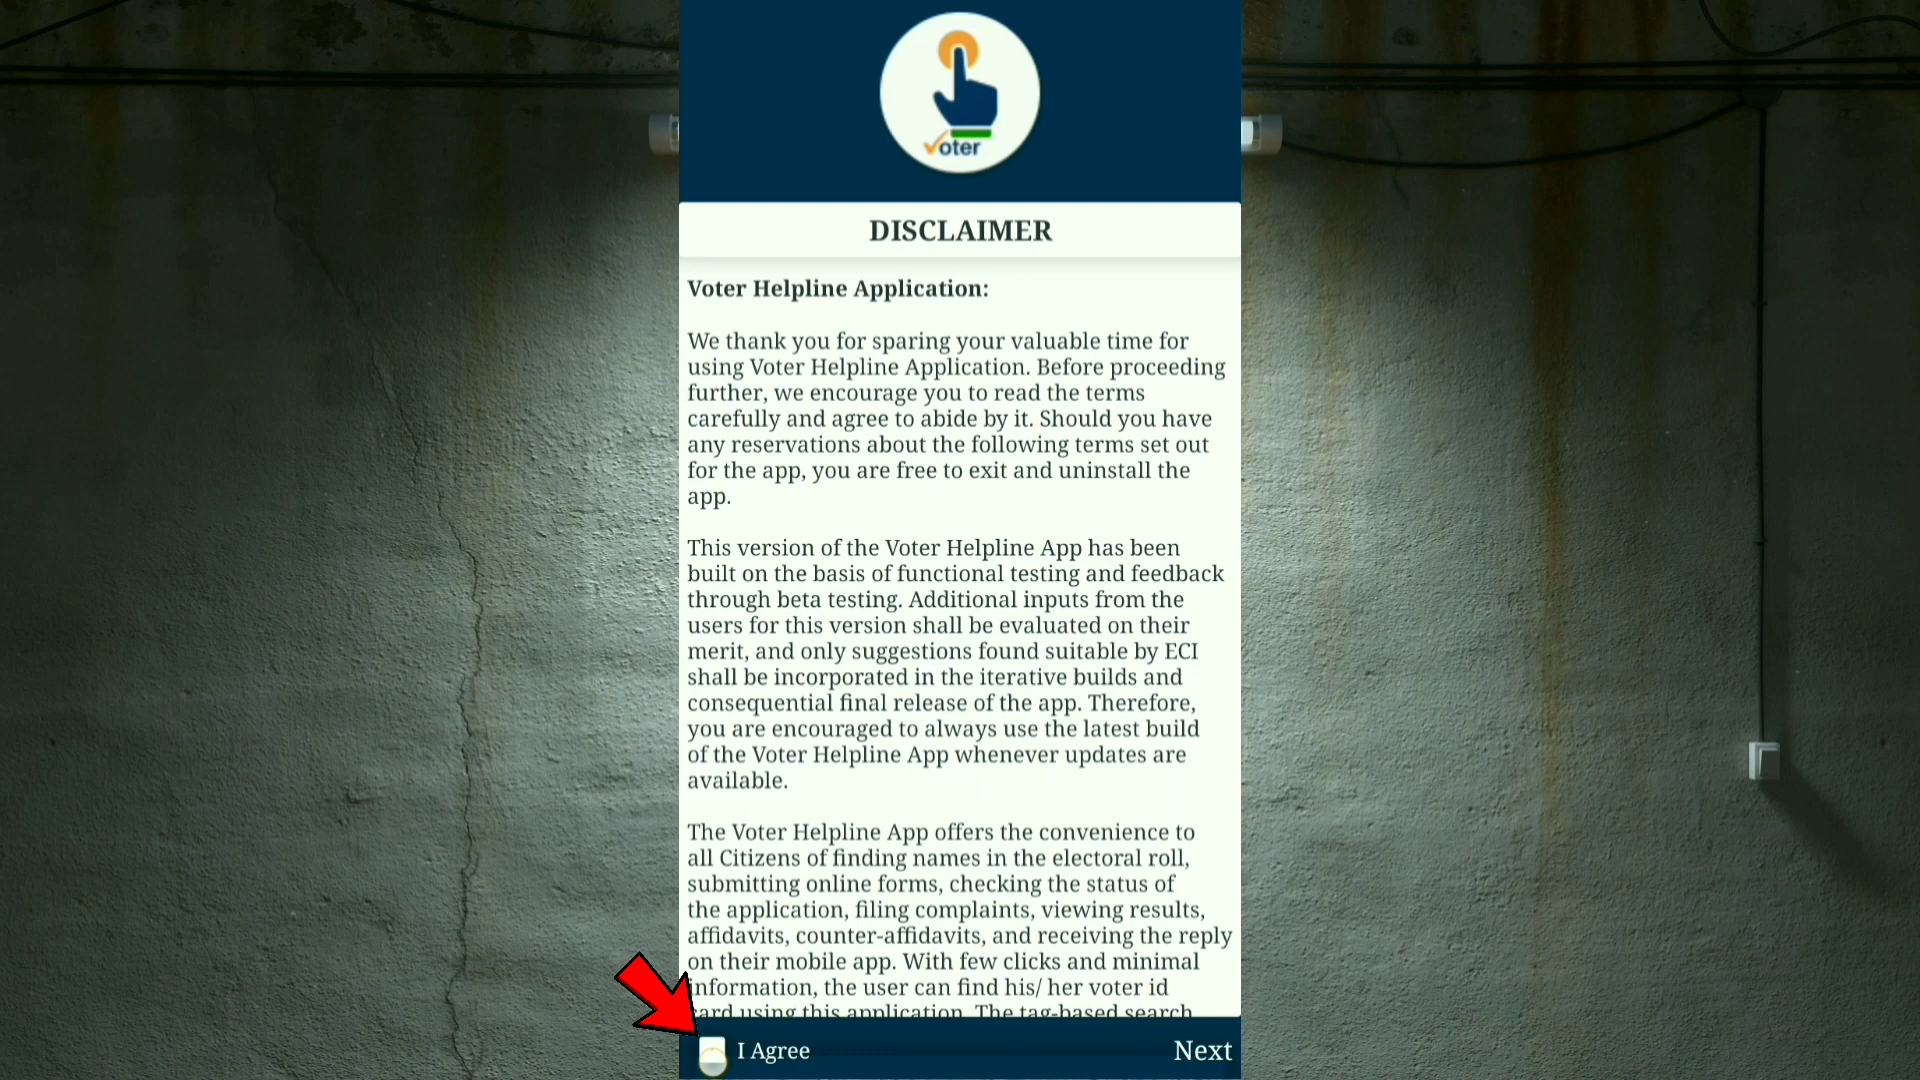 Voter
DISCLAIMER
Voter Helpline Application:
We thank you for sparing your valuable time for
using Voter Helpline Application. Before proceeding
further, we encourage you to read the terms
carefully and agree to abide by it. Should you have
any reservations about the following terms set out
for the app, you are free to exit and uninstall the
app.
This version of the Voter Helpline App has been
built on the basis of functional testing and feedback
through beta testing. Additional inputs from the
users for this version shall be evaluated on their
merit, and only suggestions found suitable by ECI
shall be incorporated in the iterative builds and
consequential final release of the app. Therefore,
you are encouraged to always use the latest build
of the Voter Helpline App whenever updates are
available.
The Voter Helpline App offers the convenience to
all Citizens of finding names in the electoral roll,
submitting online forms, checking the status of
the application, filing complaints, viewing results,
affidavits, counter-affidavits, and receiving the reply
on their mobile app. With few clicks and minimal
information, the user can find his/ her voter id
card using this application. The tag-based search
I Agree
Next